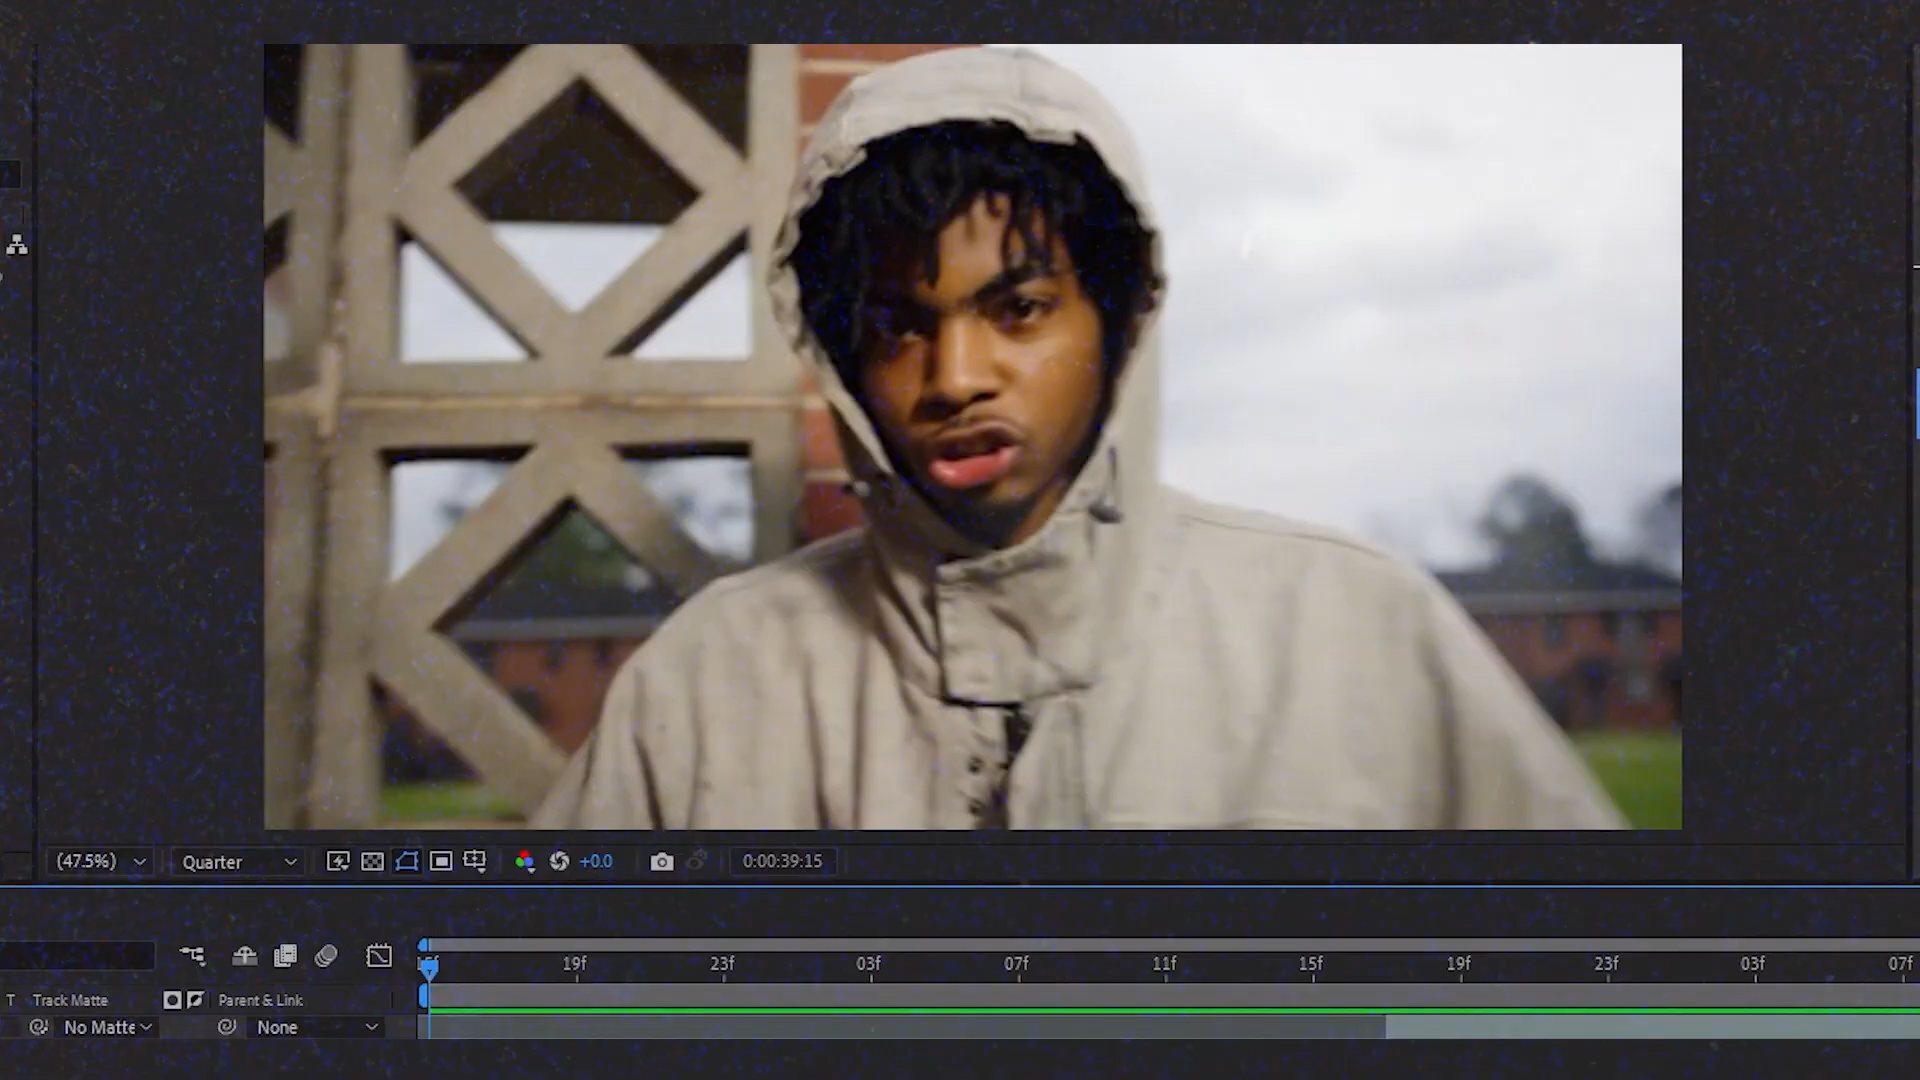 (47.5%)
Quarter
+0.0
0:00:39:15
19f
23f
03f
07f
11f
15f
19f
23f
03f
07f
T
Track Matte
Parent & Link
No Matte
None